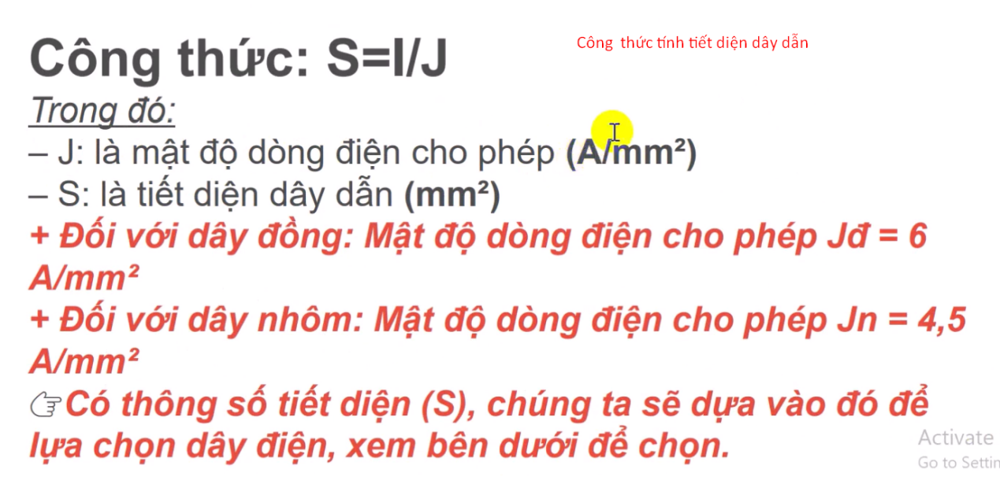 Công thức: S=I/J
Công thức tính tiết diện dây dẫn
Trong đó:
– J: là mật độ dòng điện cho phép (A/mm²)
– S: là tiết diện dây dẫn (mm²)
+ Đối với dây đồng: Mật độ dòng điện cho phép Jđ = 6
A/mm²
+ Đối với dây nhôm: Mật độ dòng điện cho phép Jn = 4,5
A/mm²
👉Có thông số tiết diện (S), chúng ta sẽ dựa vào đó để
lựa chọn dây điện, xem bên dưới để chọn.
Activate
Go to Settin